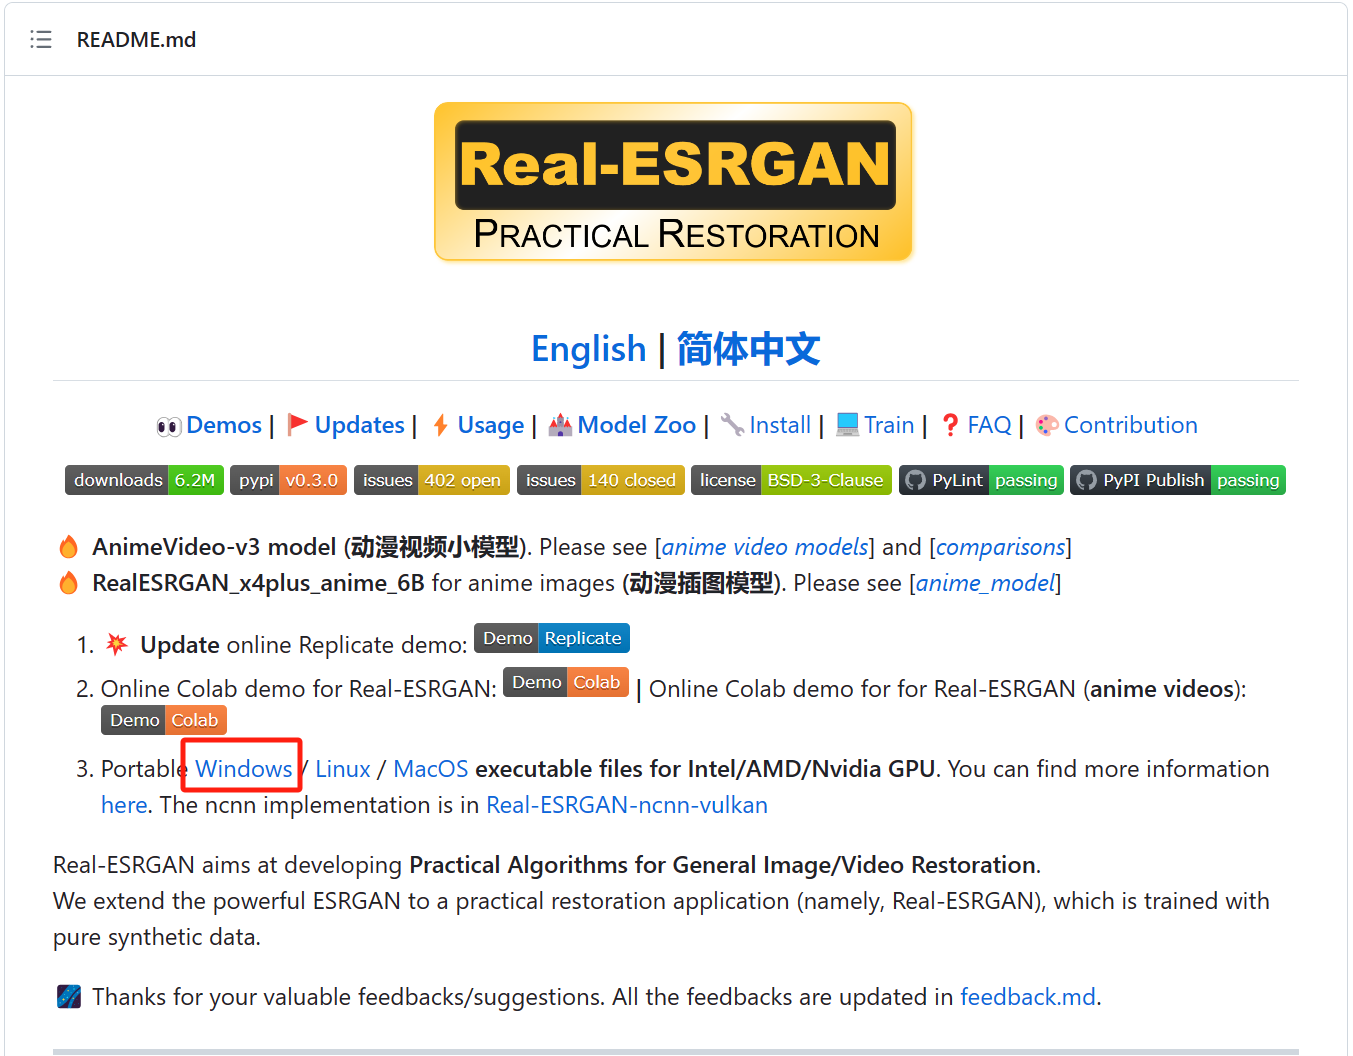 README.md
Real-ESRGAN
PRACTICAL RESTORATION
English | 简体中文
Demos | Updates | Usage | Model Zoo | Install | Train | FAQ | Contribution
downloads 6.2M pypi v0.3.0 issues 402 open issues 140 closed license BSD-3-Clause PyLint passing PyPI Publish passing
AnimeVideo-v3 model (动漫视频小模型). Please see [anime video models] and [comparisons]
RealESRGAN_x4plus_anime_6B for anime images (动漫插图模型). Please see [anime_model]
1. Update online Replicate demo: Demo Replicate
2. Online Colab demo for Real-ESRGAN: Demo Colab | Online Colab demo for for Real-ESRGAN (anime videos):
Demo Colab
3. Portable Windows / Linux / MacOS executable files for Intel/AMD/Nvidia GPU. You can find more information
here. The ncnn implementation is in Real-ESRGAN-ncnn-vulkan
Real-ESRGAN aims at developing Practical Algorithms for General Image/Video Restoration.
We extend the powerful ESRGAN to a practical restoration application (namely, Real-ESRGAN), which is trained with
pure synthetic data.
Thanks for your valuable feedbacks/suggestions. All the feedbacks are updated in feedback.md.